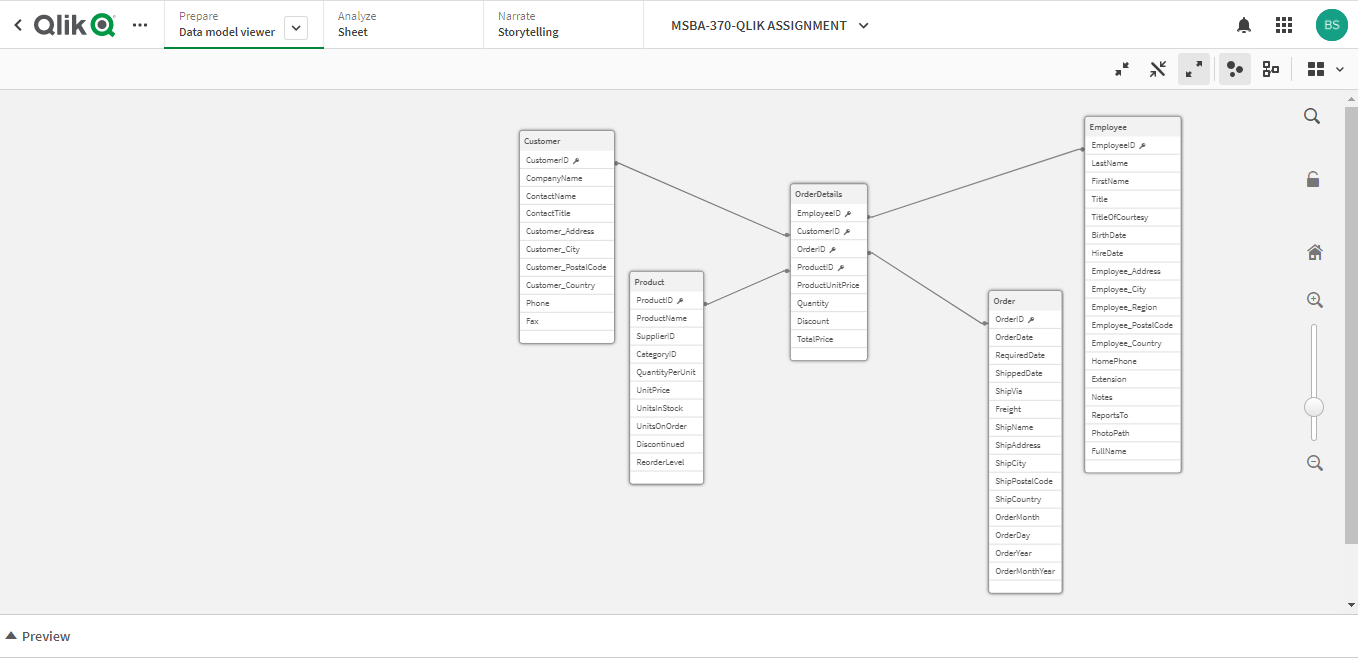 Qlik
Prepare
Data model viewer
Analyze
Sheet
Narrate
Storytelling
MSBA-370-QLIK ASSIGNMENT
BS
Customer
CustomerID
CompanyName
ContactName
ContactTitle
Customer_Address
Customer_City
Customer_PostalCode
Customer_Country
Phone
Fax
Product
ProductID
ProductName
SupplierID
CategoryID
QuantityPerUnit
UnitPrice
UnitsInStock
UnitsOnOrder
Discontinued
ReorderLevel
OrderDetails
EmployeeID
CustomerID
OrderID
ProductID
ProductUnitPrice
Quantity
Discount
TotalPrice
Order
OrderID
OrderDate
RequiredDate
ShippedDate
ShipVia
Freight
ShipName
ShipAddress
ShipCity
ShipPostalCode
ShipCountry
OrderMonth
OrderDay
OrderYear
OrderMonthYear
Employee
EmployeeID
LastName
FirstName
Title
TitleOfCourtesy
BirthDate
HireDate
Employee_Address
Employee_City
Employee_Region
Employee_PostalCode
Employee_Country
HomePhone
Extension
Notes
ReportsTo
PhotoPath
FullName
Preview